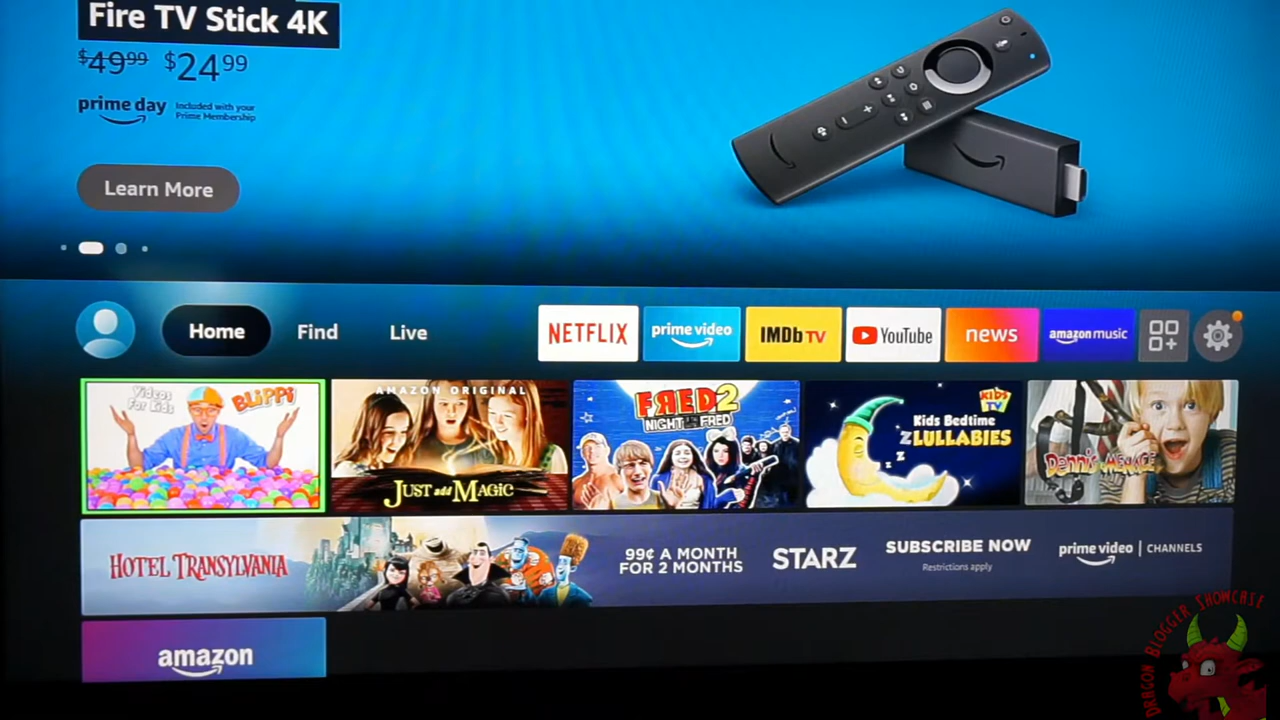 Fire TV Stick 4K
$49.99 $24.99
prime day
Included with your
Prime Membership
Learn More
Home
Find
Live
NETFLIX
prime video
IMDb TV
YouTube
news
amazon music
Videos
For Kids
BLiPPi
AMAZON ORIGINAL
JUST add MAGIC
FRED 2
NIGHT OF THE LIVING FRED
KiDS
TV
Kids Bedtime
LULLABIES
z
z
z
Dennis the Menace
HOTEL TRANSYLVANIA
99¢ A MONTH
FOR 2 MONTHS
STARZ
SUBSCRIBE NOW
Restrictions apply
prime video | CHANNELS
amazon
DRAGON BLOGGER SHOWCASE